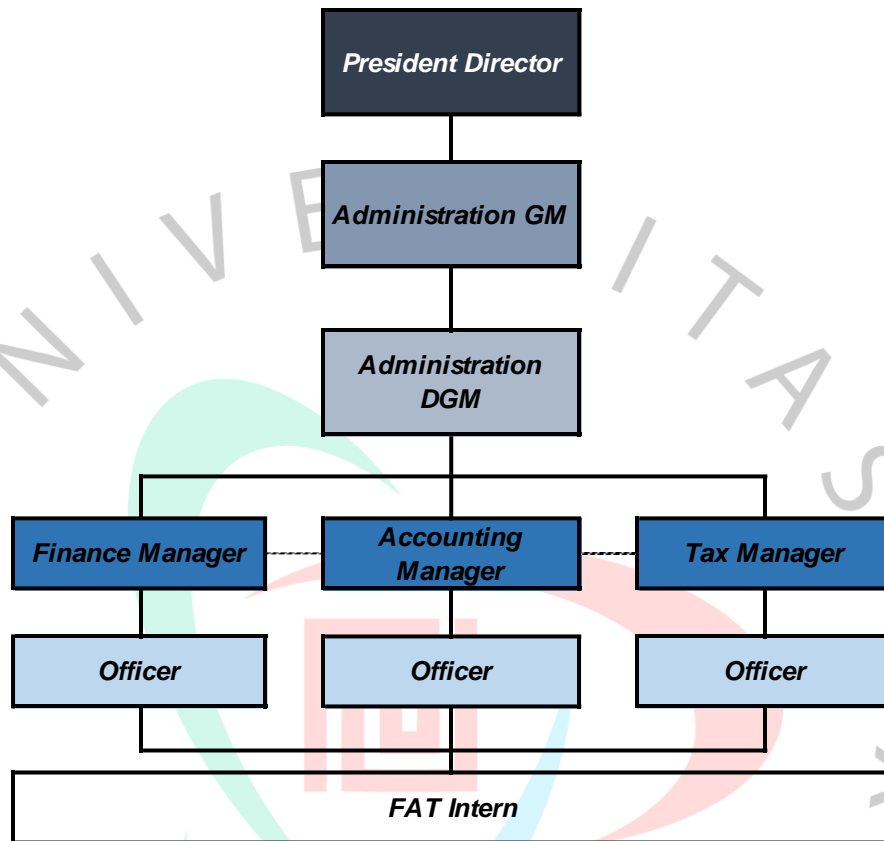 President Director
Administration GM
Administration
DGM
Finance Manager
Accounting
Manager
Tax Manager
Officer
Officer
Officer
FAT Intern